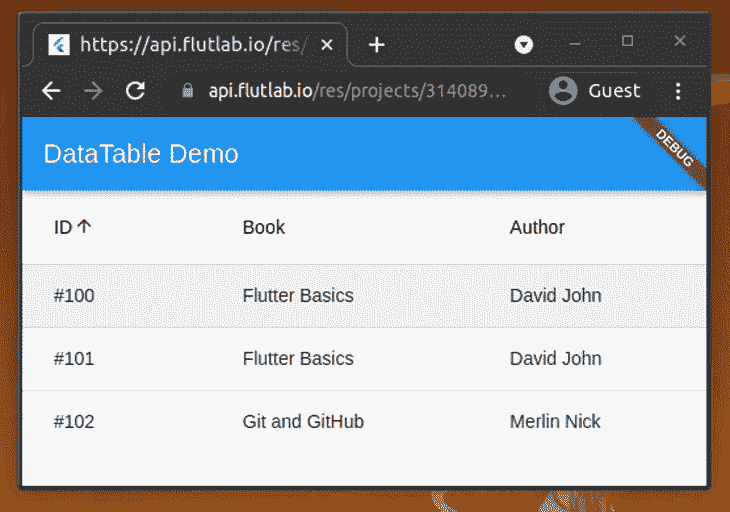 https://api.flutlab.io/res/
api.flutlab.io/res/projects/314089... Guest
DataTable Demo
DEBUG
ID Book Author
#100 Flutter Basics David John
#101 Flutter Basics David John
#102 Git and GitHub Merlin Nick